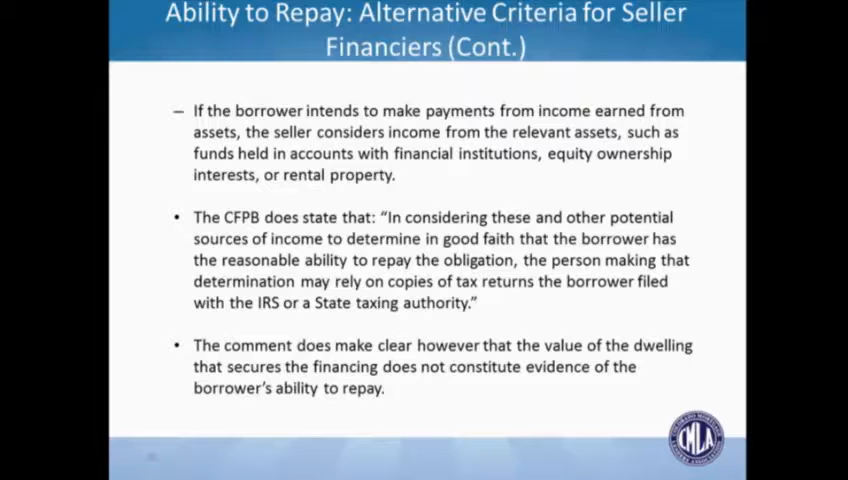 Ability to Repay: Alternative Criteria for Seller
Financiers (Cont.)
– If the borrower intends to make payments from income earned from
assets, the seller considers income from the relevant assets, such as
funds held in accounts with financial institutions, equity ownership
interests, or rental property.
• The CFPB does state that: “In considering these and other potential
sources of income to determine in good faith that the borrower has
the reasonable ability to repay the obligation, the person making that
determination may rely on copies of tax returns the borrower filed
with the IRS or a State taxing authority.”
• The comment does make clear however that the value of the dwelling
that secures the financing does not constitute evidence of the
borrower’s ability to repay.
CMLA